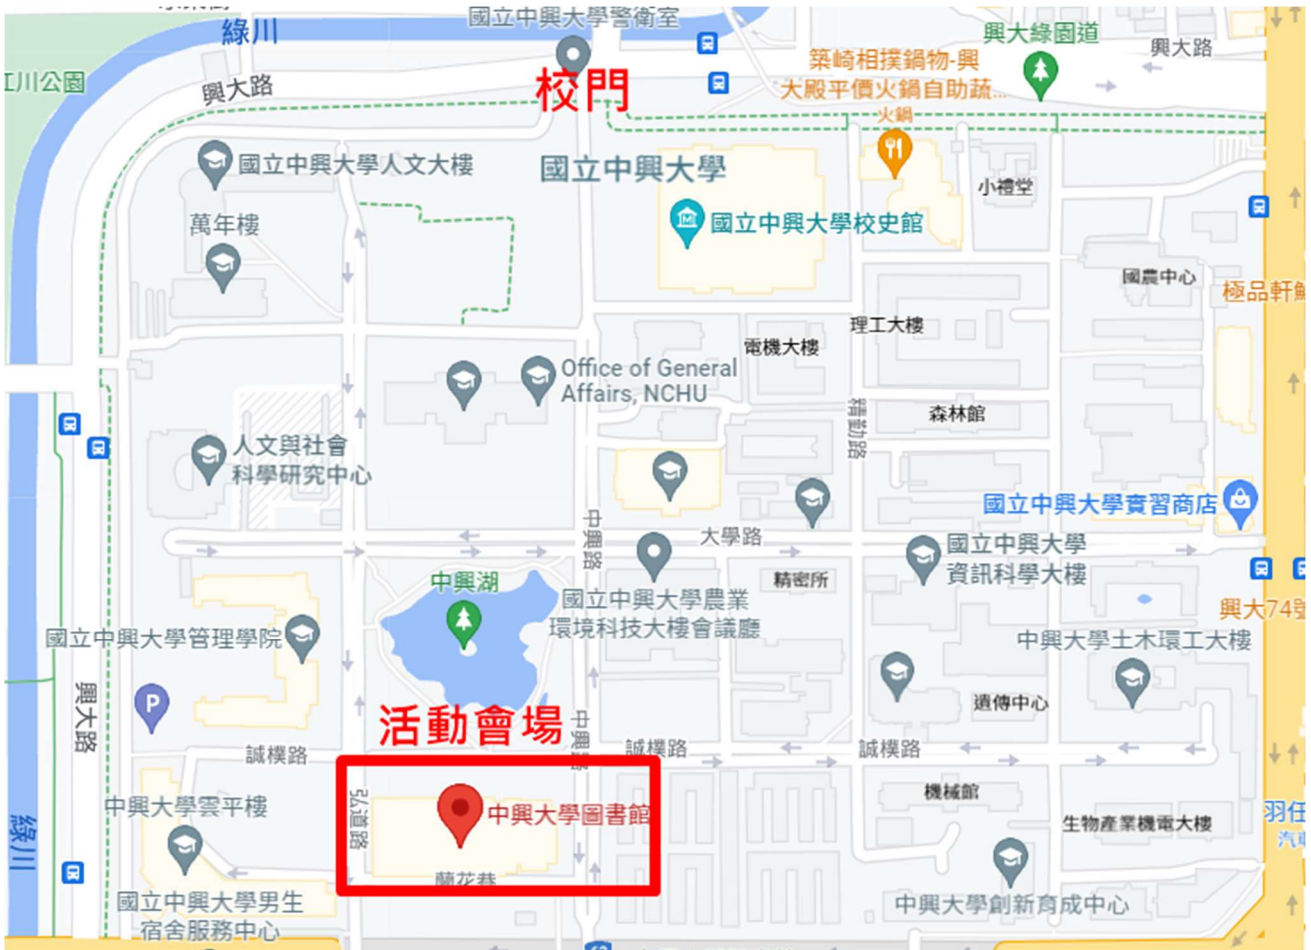 國立中興大學警衛室
綠川
興大綠園道
興大路
築崎相撲鍋物-興
大殿平價火鍋自助蔬...
火鍋
江川公園
興大路
校門
國立中興大學人文大樓
國立中興大學
小禮堂
萬年樓
國立中興大學校史館
國農中心
極品軒鮮
理工大樓
電機大樓
Office of General
Affairs, NCHU
精勤路
森林館
人文與社會
科學研究中心
國立中興大學實習商店
中興路
大學路
國立中興大學
資訊科學大樓
中興湖
精密所
國立中興大學農業
環境科技大樓會議廳
興大74號
國立中興大學管理學院
中興大學土木環工大樓
P
興大路
遺傳中心
活動會場
中興路
誠樸路
誠樸路
誠樸路
弘道路
中興大學圖書館
機械館
中興大學雲平樓
綠川
生物產業機電大樓
羽任
汽車
蘭花巷
國立中興大學男生
宿舍服務中心
中興大學創新育成中心
63